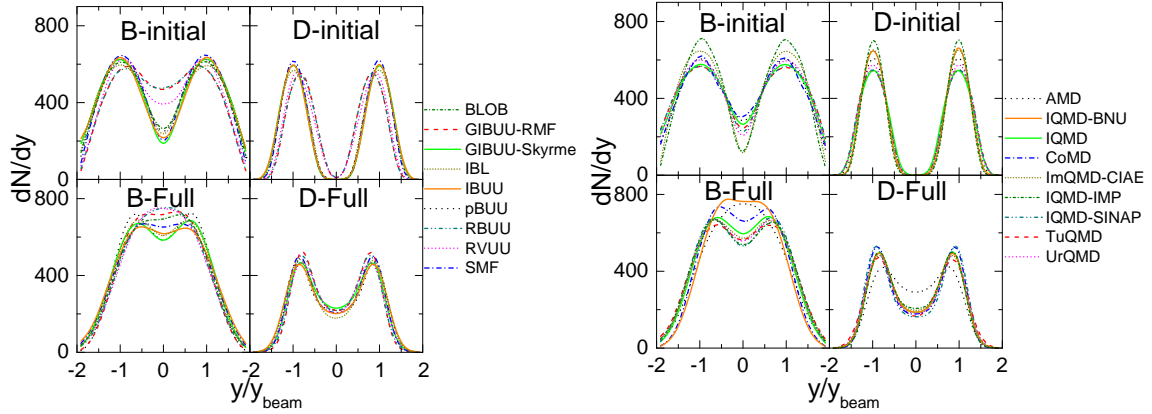 B-initial
D-initial
800
400
0
B-Full
D-Full
800
400
0
-2 -1 0 1 -2 -1 0 1 2
y/y_beam
dN/dy
BLOB
GIBUU-RMF
GIBUU-Skyrme
IBL
IBUU
pBUU
RBUU
RVUU
SMF
B-initial
D-initial
800
400
0
B-Full
D-Full
800
400
0
-2 -1 0 1 -2 -1 0 1 2
y/y_beam
dN/dy
AMD
IQMD-BNU
IQMD
CoMD
ImQMD-CIAE
IQMD-IMP
IQMD-SINAP
TuQMD
UrQMD